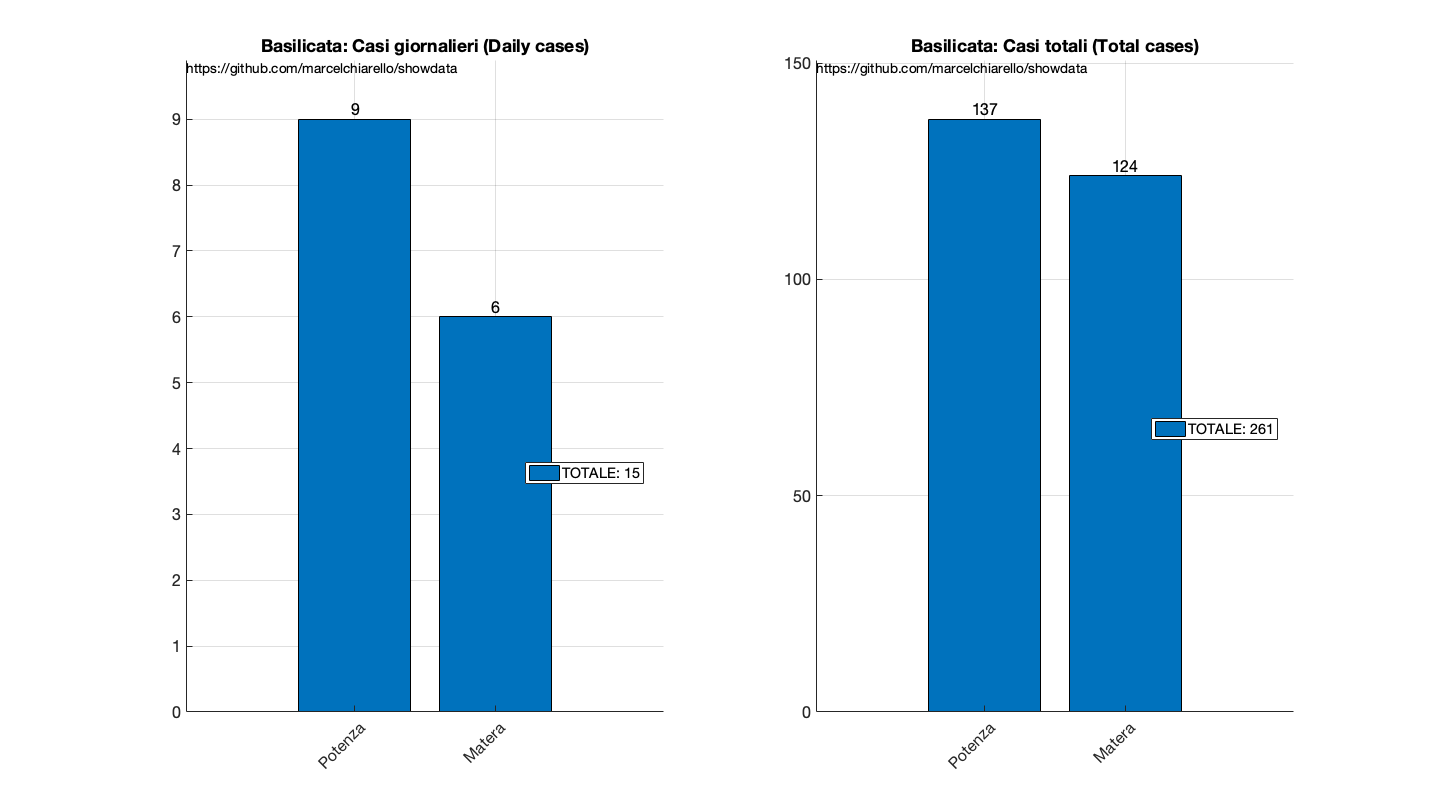 Basilicata: Casi giornalieri (Daily cases)
https://github.com/marcelchiarello/showdata
9
8
7
6
5
4
3
2
1
0
9
6
TOTALE: 15
Potenza
Matera
Basilicata: Casi totali (Total cases)
https://github.com/marcelchiarello/showdata
150
100
50
0
137
124
TOTALE: 261
Potenza
Matera